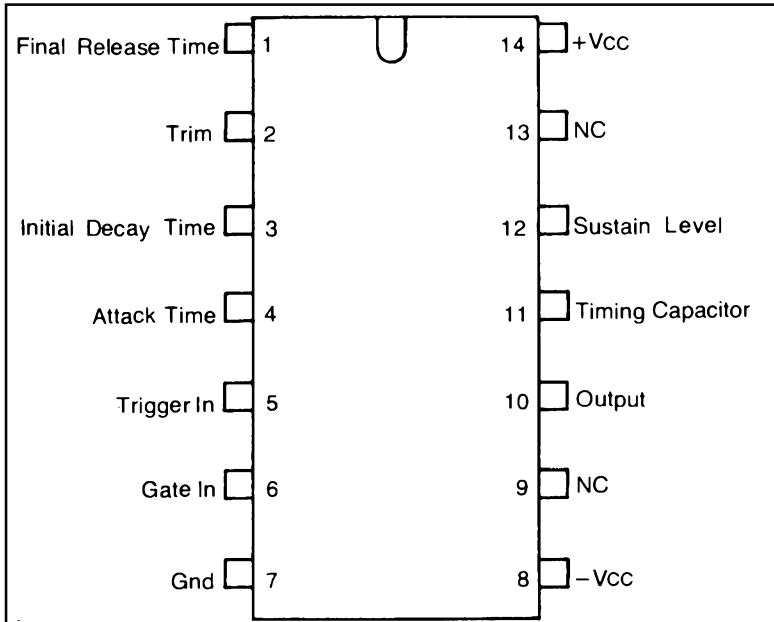 Final Release Time 1 14 +Vcc
Trim 2 13 NC
Initial Decay Time 3 12 Sustain Level
Attack Time 4 11 Timing Capacitor
Trigger In 5 10 Output
Gate In 6 9 NC
Gnd 7 8 −Vcc